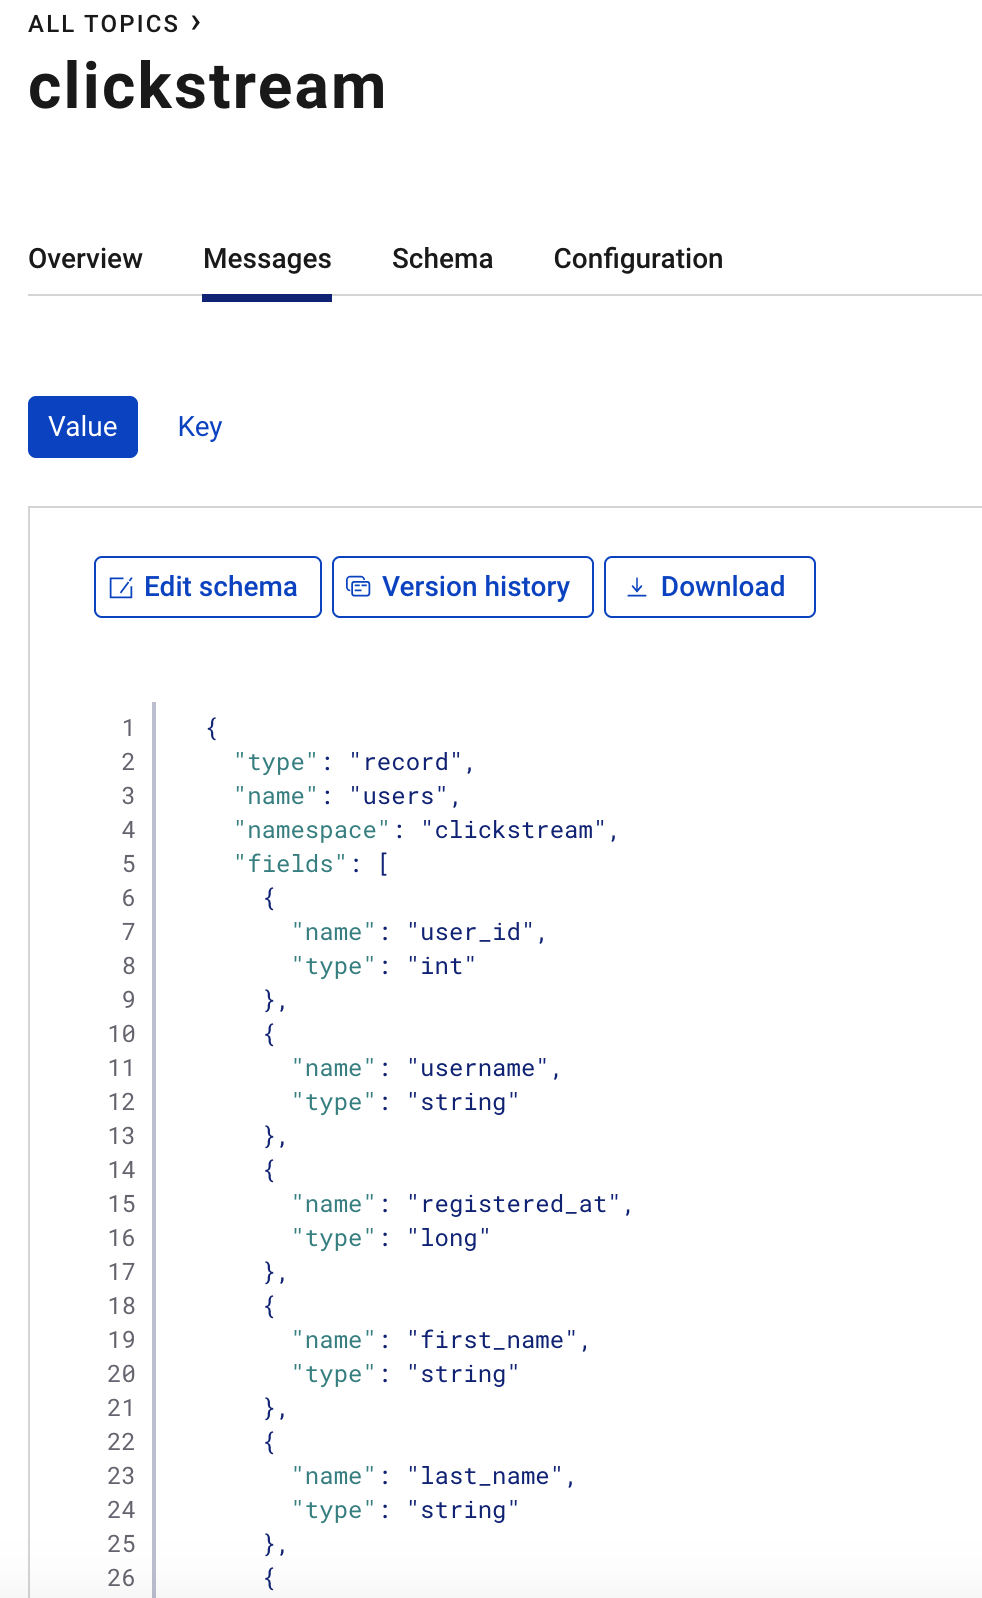 ALL TOPICS ›
clickstream
Overview Messages Schema Configuration
Value Key
Edit schema Version history Download
1 {
2 "type": "record",
3 "name": "users",
4 "namespace": "clickstream",
5 "fields": [
6 {
7 "name": "user_id",
8 "type": "int"
9 },
10 {
11 "name": "username",
12 "type": "string"
13 },
14 {
15 "name": "registered_at",
16 "type": "long"
17 },
18 {
19 "name": "first_name",
20 "type": "string"
21 },
22 {
23 "name": "last_name",
24 "type": "string"
25 },
26 {